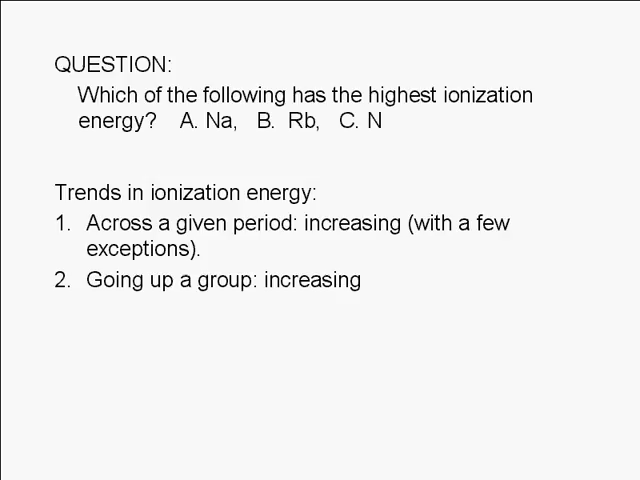 QUESTION:
Which of the following has the highest ionization
energy? A. Na, B. Rb, C. N
Trends in ionization energy:
1. Across a given period: increasing (with a few
exceptions).
2. Going up a group: increasing